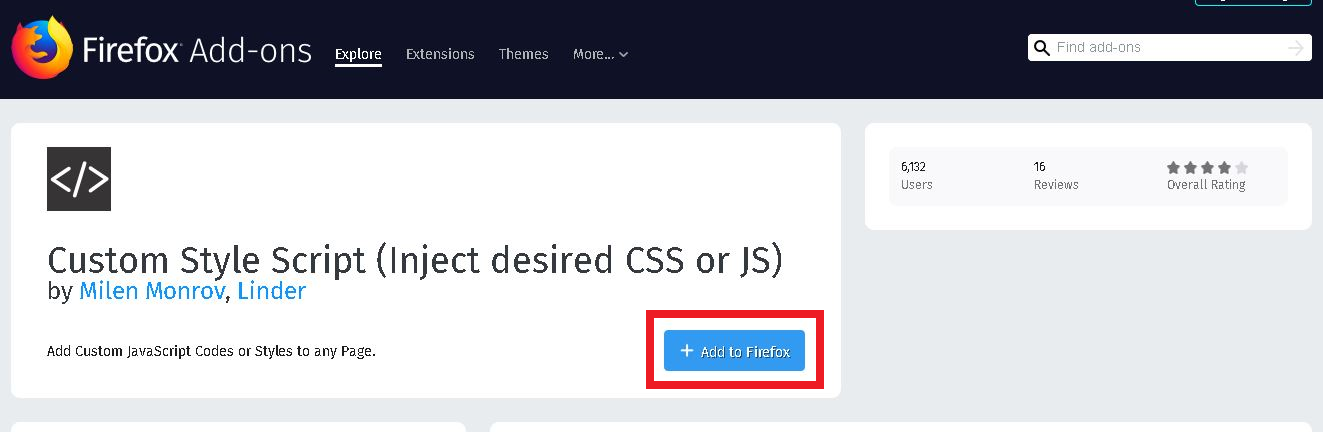 Firefox Add-ons
Explore
Extensions
Themes
More...
Find add-ons
</>
Custom Style Script (Inject desired CSS or JS)
by Milen Monrov, Linder
Add Custom JavaScript Codes or Styles to any Page.
+ Add to Firefox
6,132
Users
16
Reviews
Overall Rating